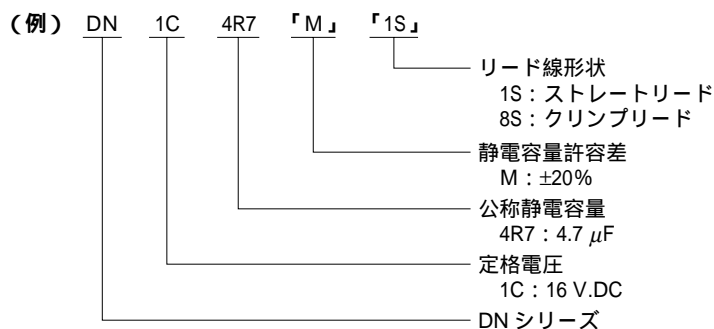 (例) DN 1C 4R7 「M」 「1S」
リード線形状
1S:ストレートリード
8S:クリンプリード
静電容量許容差
M:±20%
公称静電容量
4R7:4.7 μF
定格電圧
1C:16 V.DC
DN シリーズ